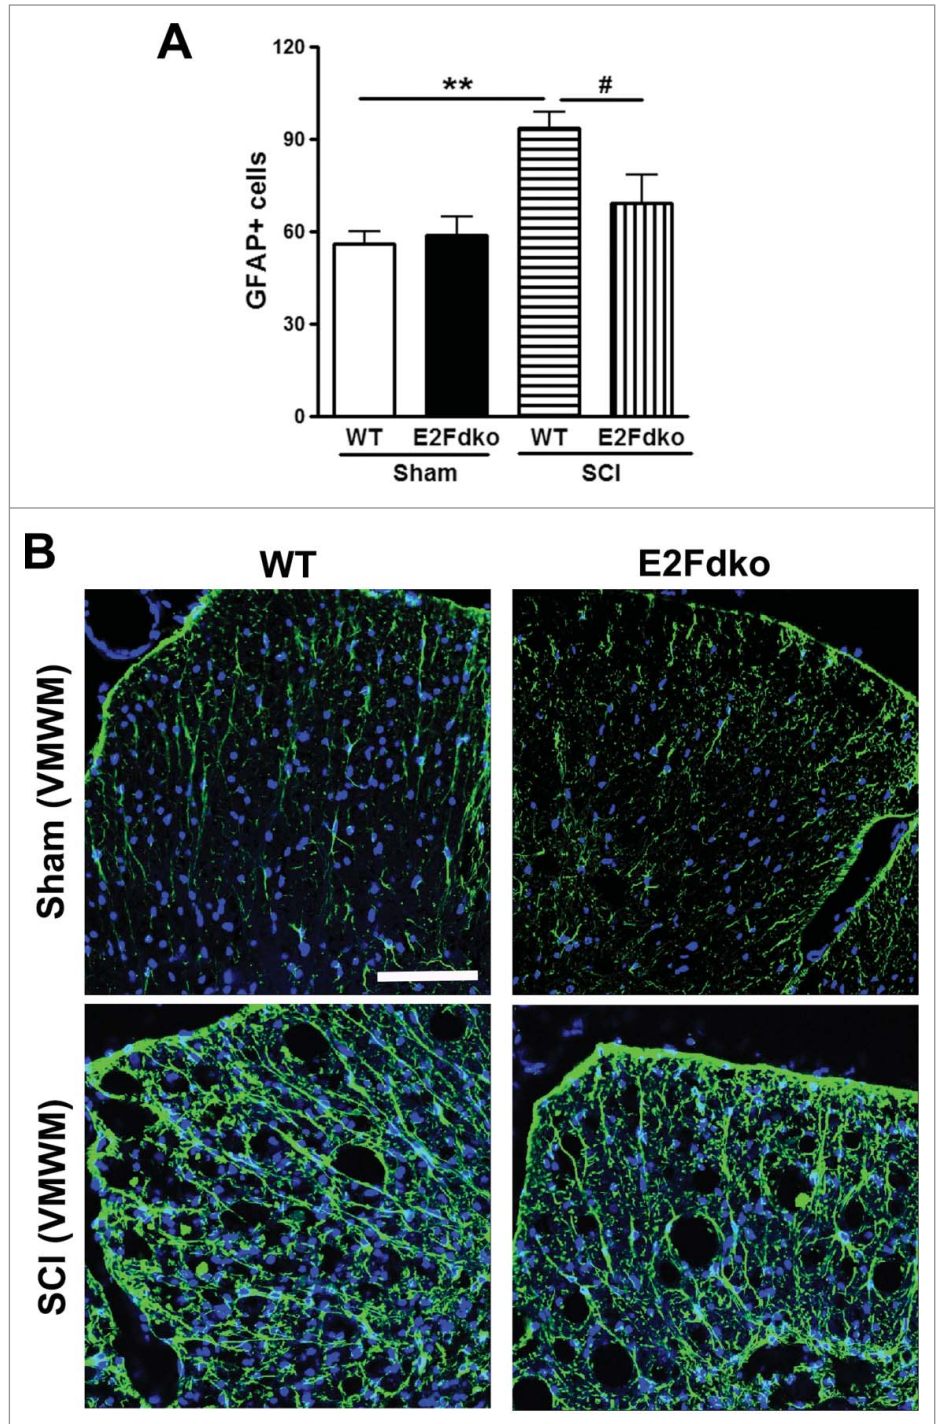 A
120
** #
90
GFAP+ cells
60
30
0
WT E2Fdko WT E2Fdko
Sham SCI
B
WT E2Fdko
Sham (VMWM)
SCI (VMWM)